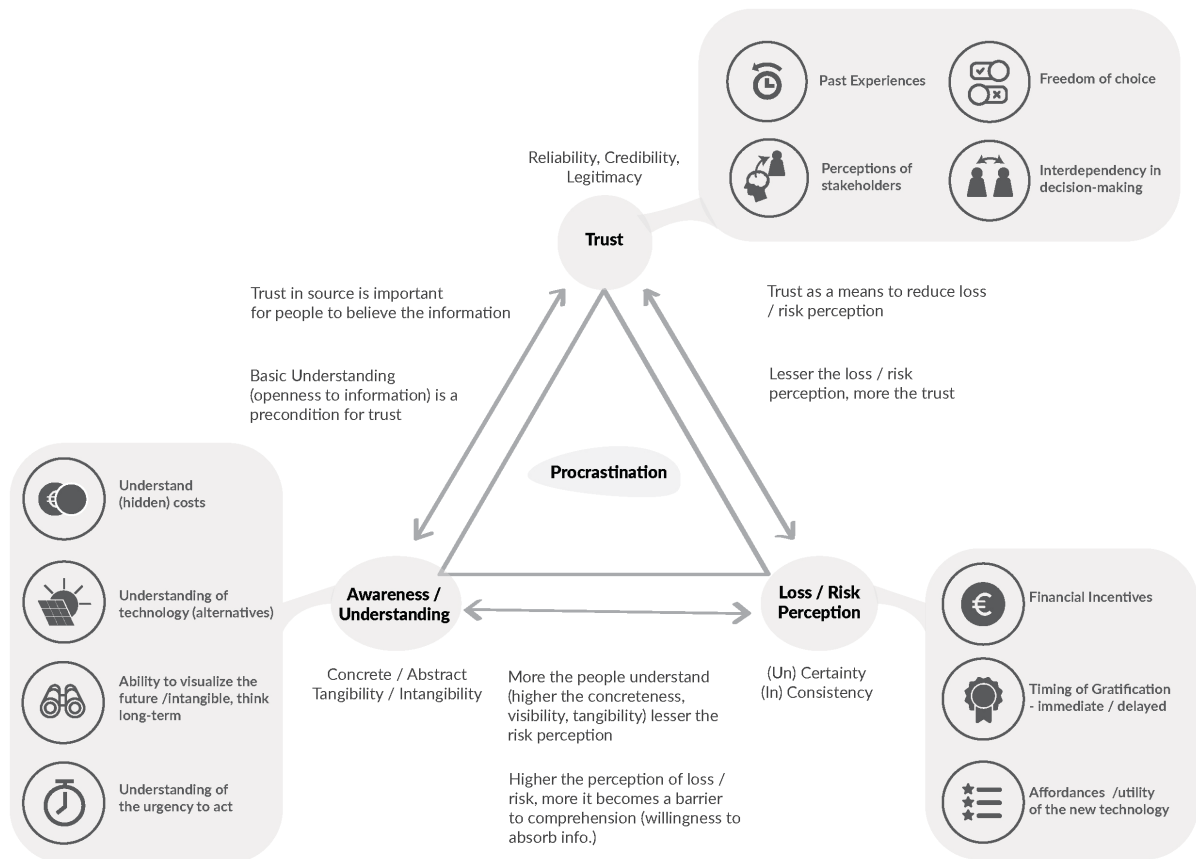 Past Experiences
Freedom of choice
Perceptions of
stakeholders
Interdependency in
decision-making
Reliability, Credibility,
Legitimacy
Trust
Trust in source is important
for people to believe the information
Trust as a means to reduce loss
/ risk perception
Basic Understanding
(openness to information) is a
precondition for trust
Lesser the loss / risk
perception, more the trust
Procrastination
Understand
(hidden) costs
Understanding of
technology (alternatives)
Ability to visualize the
future /intangible, think
long-term
Understanding of
the urgency to act
Awareness /
Understanding
Concrete / Abstract
Tangibility / Intangibility
More the people understand
(higher the concreteness,
visibility, tangibility) lesser the
risk perception
Higher the perception of loss /
risk, more it becomes a barrier
to comprehension (willingness to
absorb info.)
Loss / Risk
Perception
(Un) Certainty
(In) Consistency
€
Financial Incentives
Timing of Gratification
- immediate / delayed
Affordances /utility
of the new technology